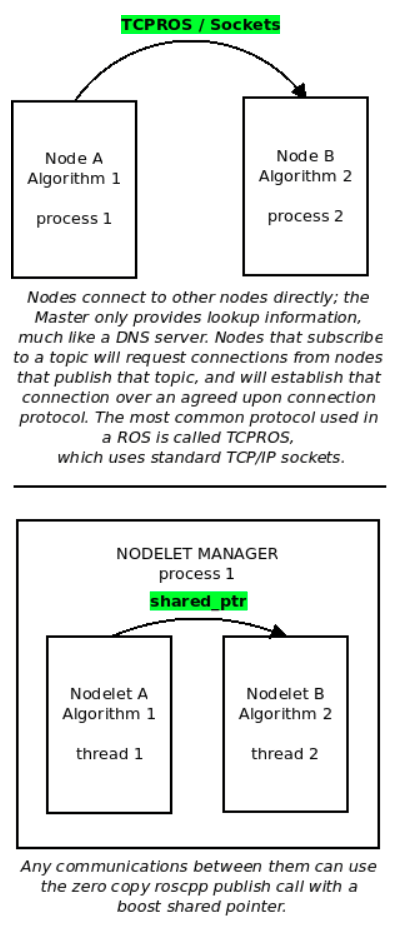 TCPROS / Sockets
Node A
Algorithm 1
process 1
Node B
Algorithm 2
process 2
Nodes connect to other nodes directly; the
Master only provides lookup information,
much like a DNS server. Nodes that subscribe
to a topic will request connections from nodes
that publish that topic, and will establish that
connection over an agreed upon connection
protocol. The most common protocol used in
a ROS is called TCPROS,
which uses standard TCP/IP sockets.
NODELET MANAGER
process 1
shared_ptr
Nodelet A
Algorithm 1
thread 1
Nodelet B
Algorithm 2
thread 2
Any communications between them can use
the zero copy roscpp publish call with a
boost shared pointer.